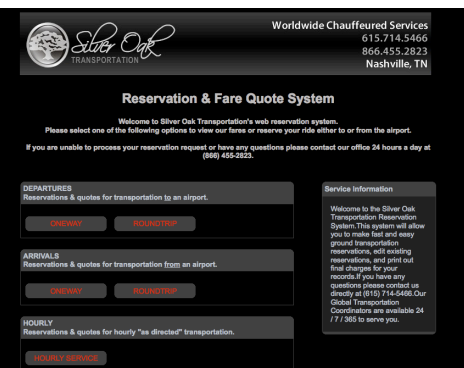 Silver Oak
TRANSPORTATION
Worldwide Chauffeured Services
615.714.5466
866.455.2823
Nashville, TN
Reservation & Fare Quote System
Welcome to Silver Oak Transportation's web reservation system.
Please select one of the following options to view our fares or reserve your ride either to or from the airport.
If you are unable to process your reservation request or have any questions please contact our office 24 hours a day at
(866) 455-2823.
DEPARTURES
Reservations & quotes for transportation to an airport.
ONEWAY
ROUNDTRIP
ARRIVALS
Reservations & quotes for transportation from an airport.
ONEWAY
ROUNDTRIP
HOURLY
Reservations & quotes for hourly "as directed" transportation.
HOURLY SERVICE
Service Information
Welcome to the Silver Oak
Transportation Reservation
System.This system will allow
you to make fast and easy
ground transportation
reservations, edit existing
reservations, and print out
final charges for your
records.If you have any
questions please contact us
directly at (615) 714-5466.Our
Global Transportation
Coordinators are available 24
/ 7 / 365 to serve you.